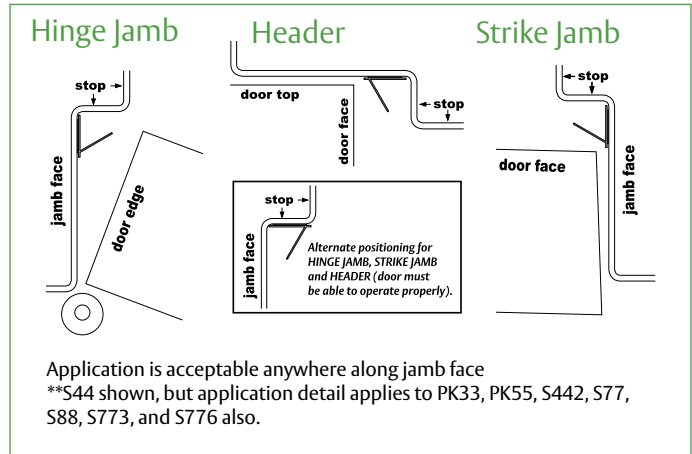 Hinge Jamb
Header
Strike Jamb
stop
jamb face
door edge
door top
door face
stop
stop
door face
jamb face
stop
jamb face
Alternate positioning for
HINGE JAMB, STRIKE JAMB
and HEADER (door must
be able to operate properly).
Application is acceptable anywhere along jamb face
**S44 shown, but application detail applies to PK33, PK55, S442, S77,
S88, S773, and S776 also.